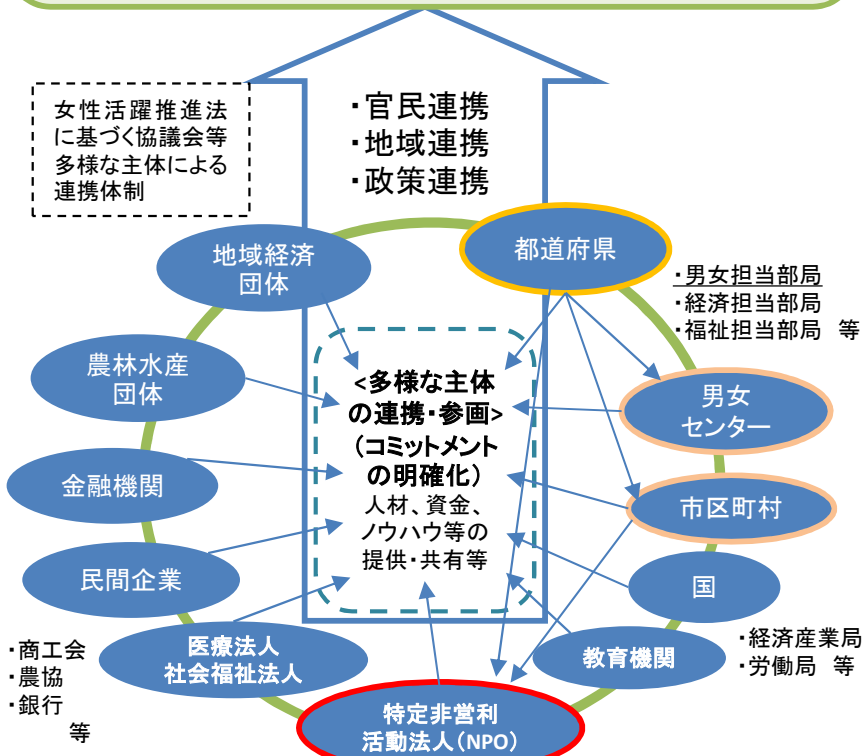 女性活躍推進法
に基づく協議会等
多様な主体による
連携体制
・官民連携
・地域連携
・政策連携
地域経済
団体
都道府県
・男女担当部局
・経済担当部局
・福祉担当部局 等
農林水産
団体
<多様な主体
の連携・参画>
(コミットメント
の明確化)
人材、資金、
ノウハウ等の
提供・共有等
男女
センター
金融機関
市区町村
民間企業
国
・商工会
・農協
・銀行
等
医療法人
社会福祉法人
教育機関
・経済産業局
・労働局 等
特定非営利
活動法人(NPO)